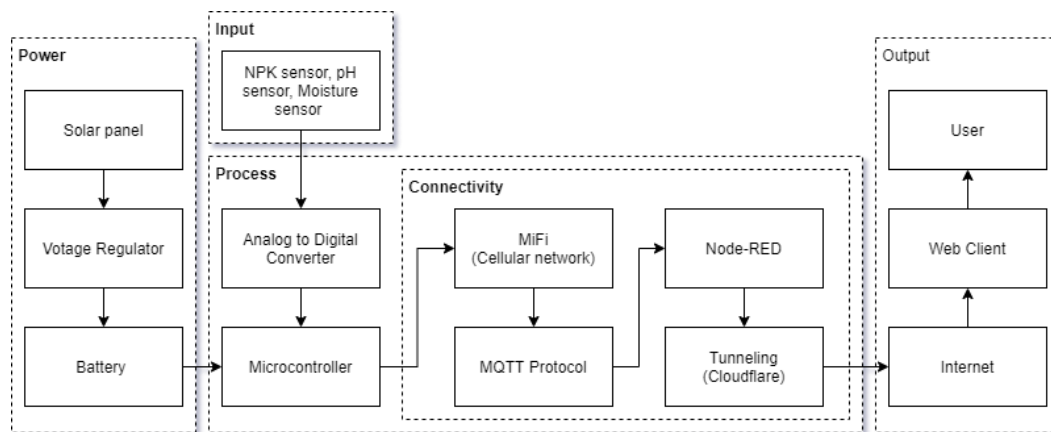 Power
Solar panel
Votage Regulator
Battery
Input
NPK sensor, pH
sensor, Moisture
sensor
Process
Analog to Digital
Converter
Microcontroller
Connectivity
MiFi
(Cellular network)
MQTT Protocol
Node-RED
Tunneling
(Cloudflare)
Output
User
Web Client
Internet